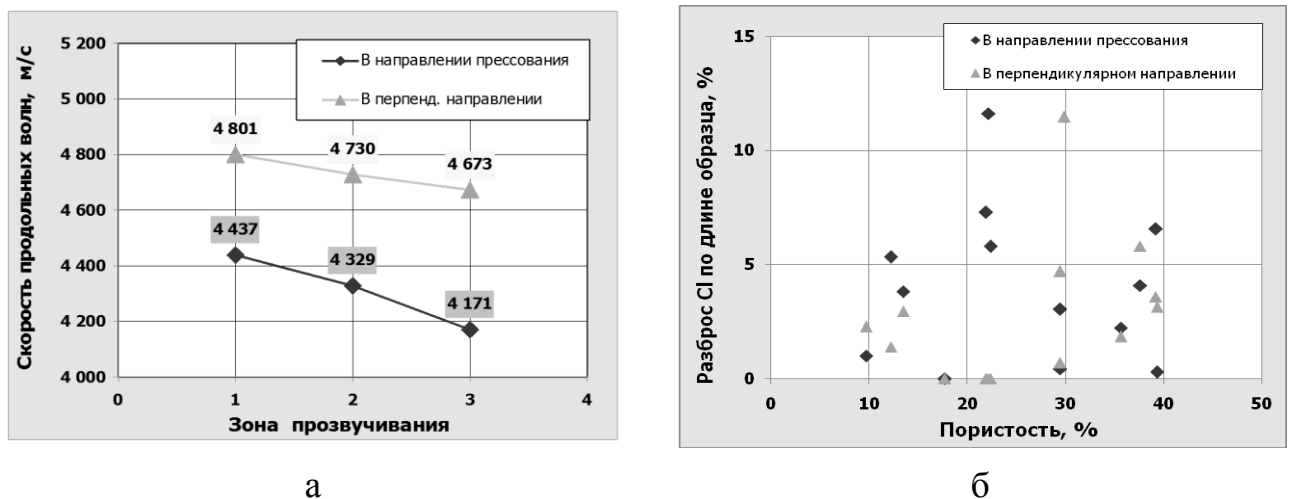 Скорость продольных волн, м/с
5 200
5 000
4 800
4 600
4 400
4 200
4 000
В направлении прессования
В перпенд. направлении
4 801
4 730
4 673
4 437
4 329
4 171
0 1 2 3 4
Зона прозвучивания
а
Разброс Cl по длине образца, %
15
10
5
0
В направлении прессования
В перпендикулярном направлении
0 10 20 30 40 50
Пористость, %
б